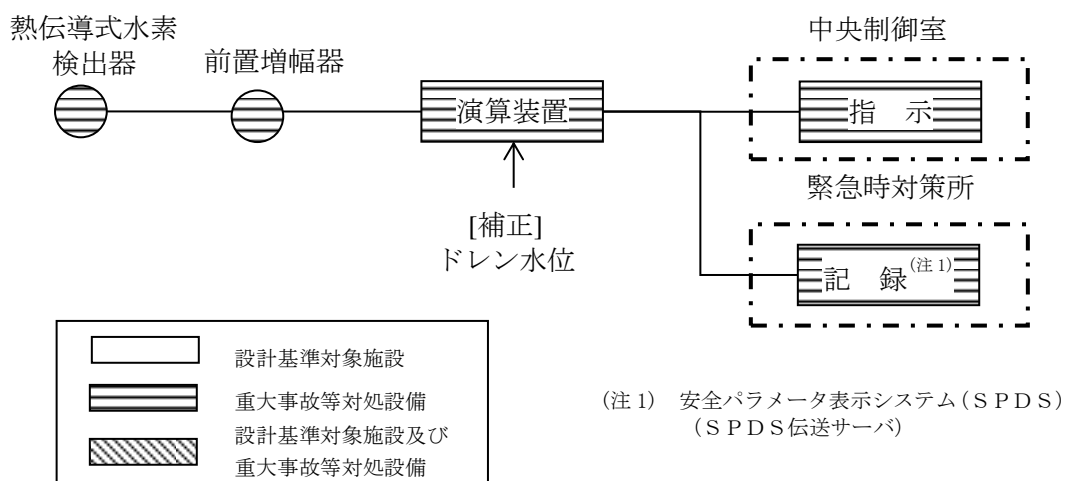 熱伝導式水素
検出器
前置増幅器
中央制御室
演算装置
指 示
[補正]
ドレン水位
緊急時対策所
記 録(注1)
設計基準対象施設
重大事故等対処設備
設計基準対象施設及び
重大事故等対処設備
(注1) 安全パラメータ表示システム(SPDS)
(SPDS伝送サーバ)